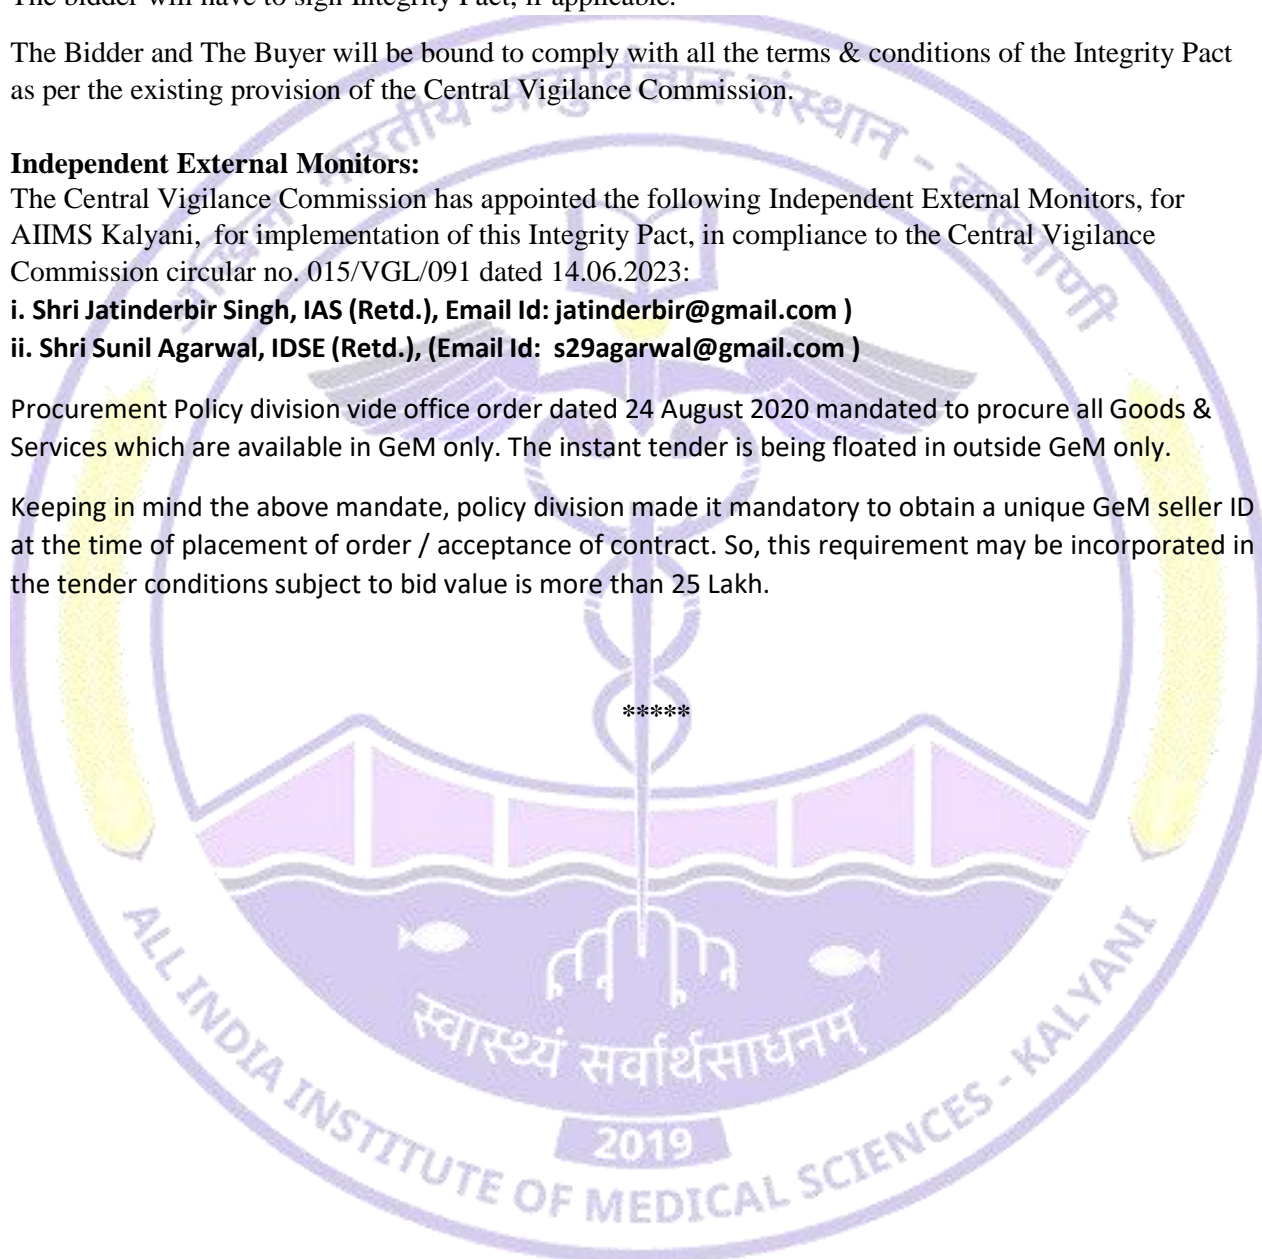 The bidder will have to sign Integrity Pact, if applicable.
The Bidder and The Buyer will be bound to comply with all the terms & conditions of the Integrity Pact
as per the existing provision of the Central Vigilance Commission.
Independent External Monitors:
The Central Vigilance Commission has appointed the following Independent External Monitors, for
AIIMS Kalyani, for implementation of this Integrity Pact, in compliance to the Central Vigilance
Commission circular no. 015/VGL/091 dated 14.06.2023:
i. Shri Jatinderbir Singh, IAS (Retd.), Email Id: jatinderbir@gmail.com )
ii. Shri Sunil Agarwal, IDSE (Retd.), (Email Id: s29agarwal@gmail.com )
Procurement Policy division vide office order dated 24 August 2020 mandated to procure all Goods &
Services which are available in GeM only. The instant tender is being floated in outside GeM only.
Keeping in mind the above mandate, policy division made it mandatory to obtain a unique GeM seller ID
at the time of placement of order / acceptance of contract. So, this requirement may be incorporated in
the tender conditions subject to bid value is more than 25 Lakh.
*****
अखिल भारतीय आयुर्विज्ञान संस्थान - कल्याणी
स्वास्थ्यं सर्वार्थसाधनम्
2019
ALL INDIA INSTITUTE OF MEDICAL SCIENCES - KALYANI